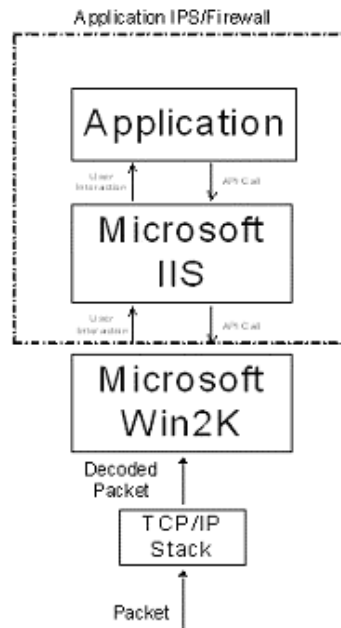 Application IPS/Firewall
Application
User
Interaction
API Call
Microsoft
IIS
User
Interaction
API Call
Microsoft
Win2K
Decoded
Packet
TCP/IP
Stack
Packet